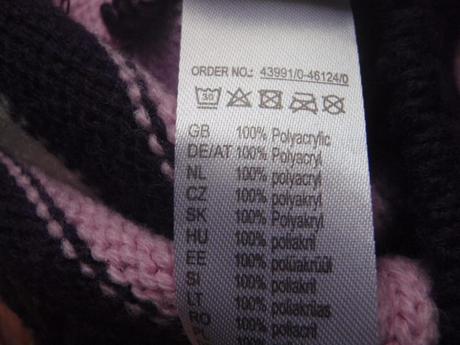 ORDER NO.: 43991/0-46124/0
30
GB 100% Polyacrylic
DE/AT 100% Polyacryl
NL 100% polyacryl
CZ 100% Polyakryl
SK 100% Polyakryl
HU 100% poliakril
EE 100% polüakrüül
SI 100% poliakril
LT 100% poliakrilas
RO 100% poliacril